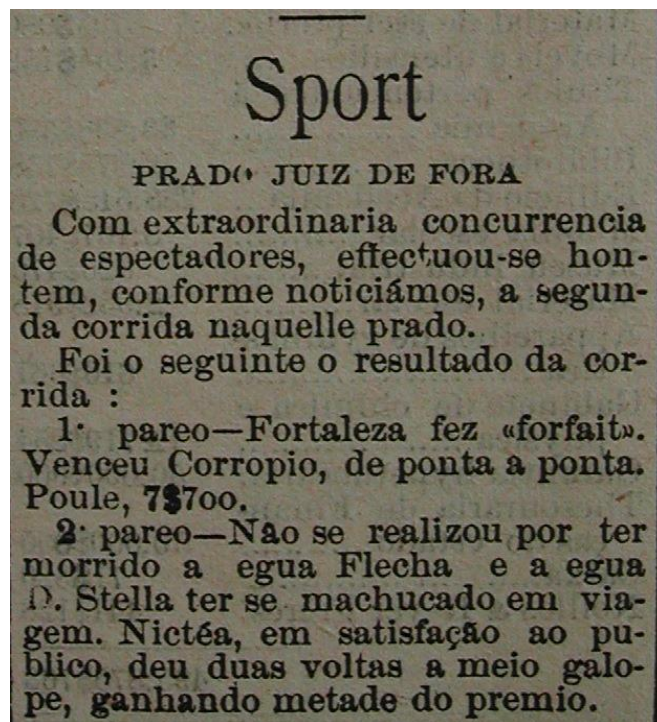 Sport
PRADO JUIZ DE FORA
Com extraordinaria concurrencia
de espectadores, effectuou-se hon-
tem, conforme noticiámos, a segun-
da corrida naquelle prado.
Foi o seguinte o resultado da cor-
rida :
1· pareo—Fortaleza fez «forfait».
Venceu Corropio, de ponta a ponta.
Poule, 7$700.
2· pareo—Não se realizou por ter
morrido a egua Flecha e a egua
D. Stella ter se machucado em via-
gem. Nictéa, em satisfação ao pu-
blico, deu duas voltas a meio galo-
pe, ganhando metade do premio.